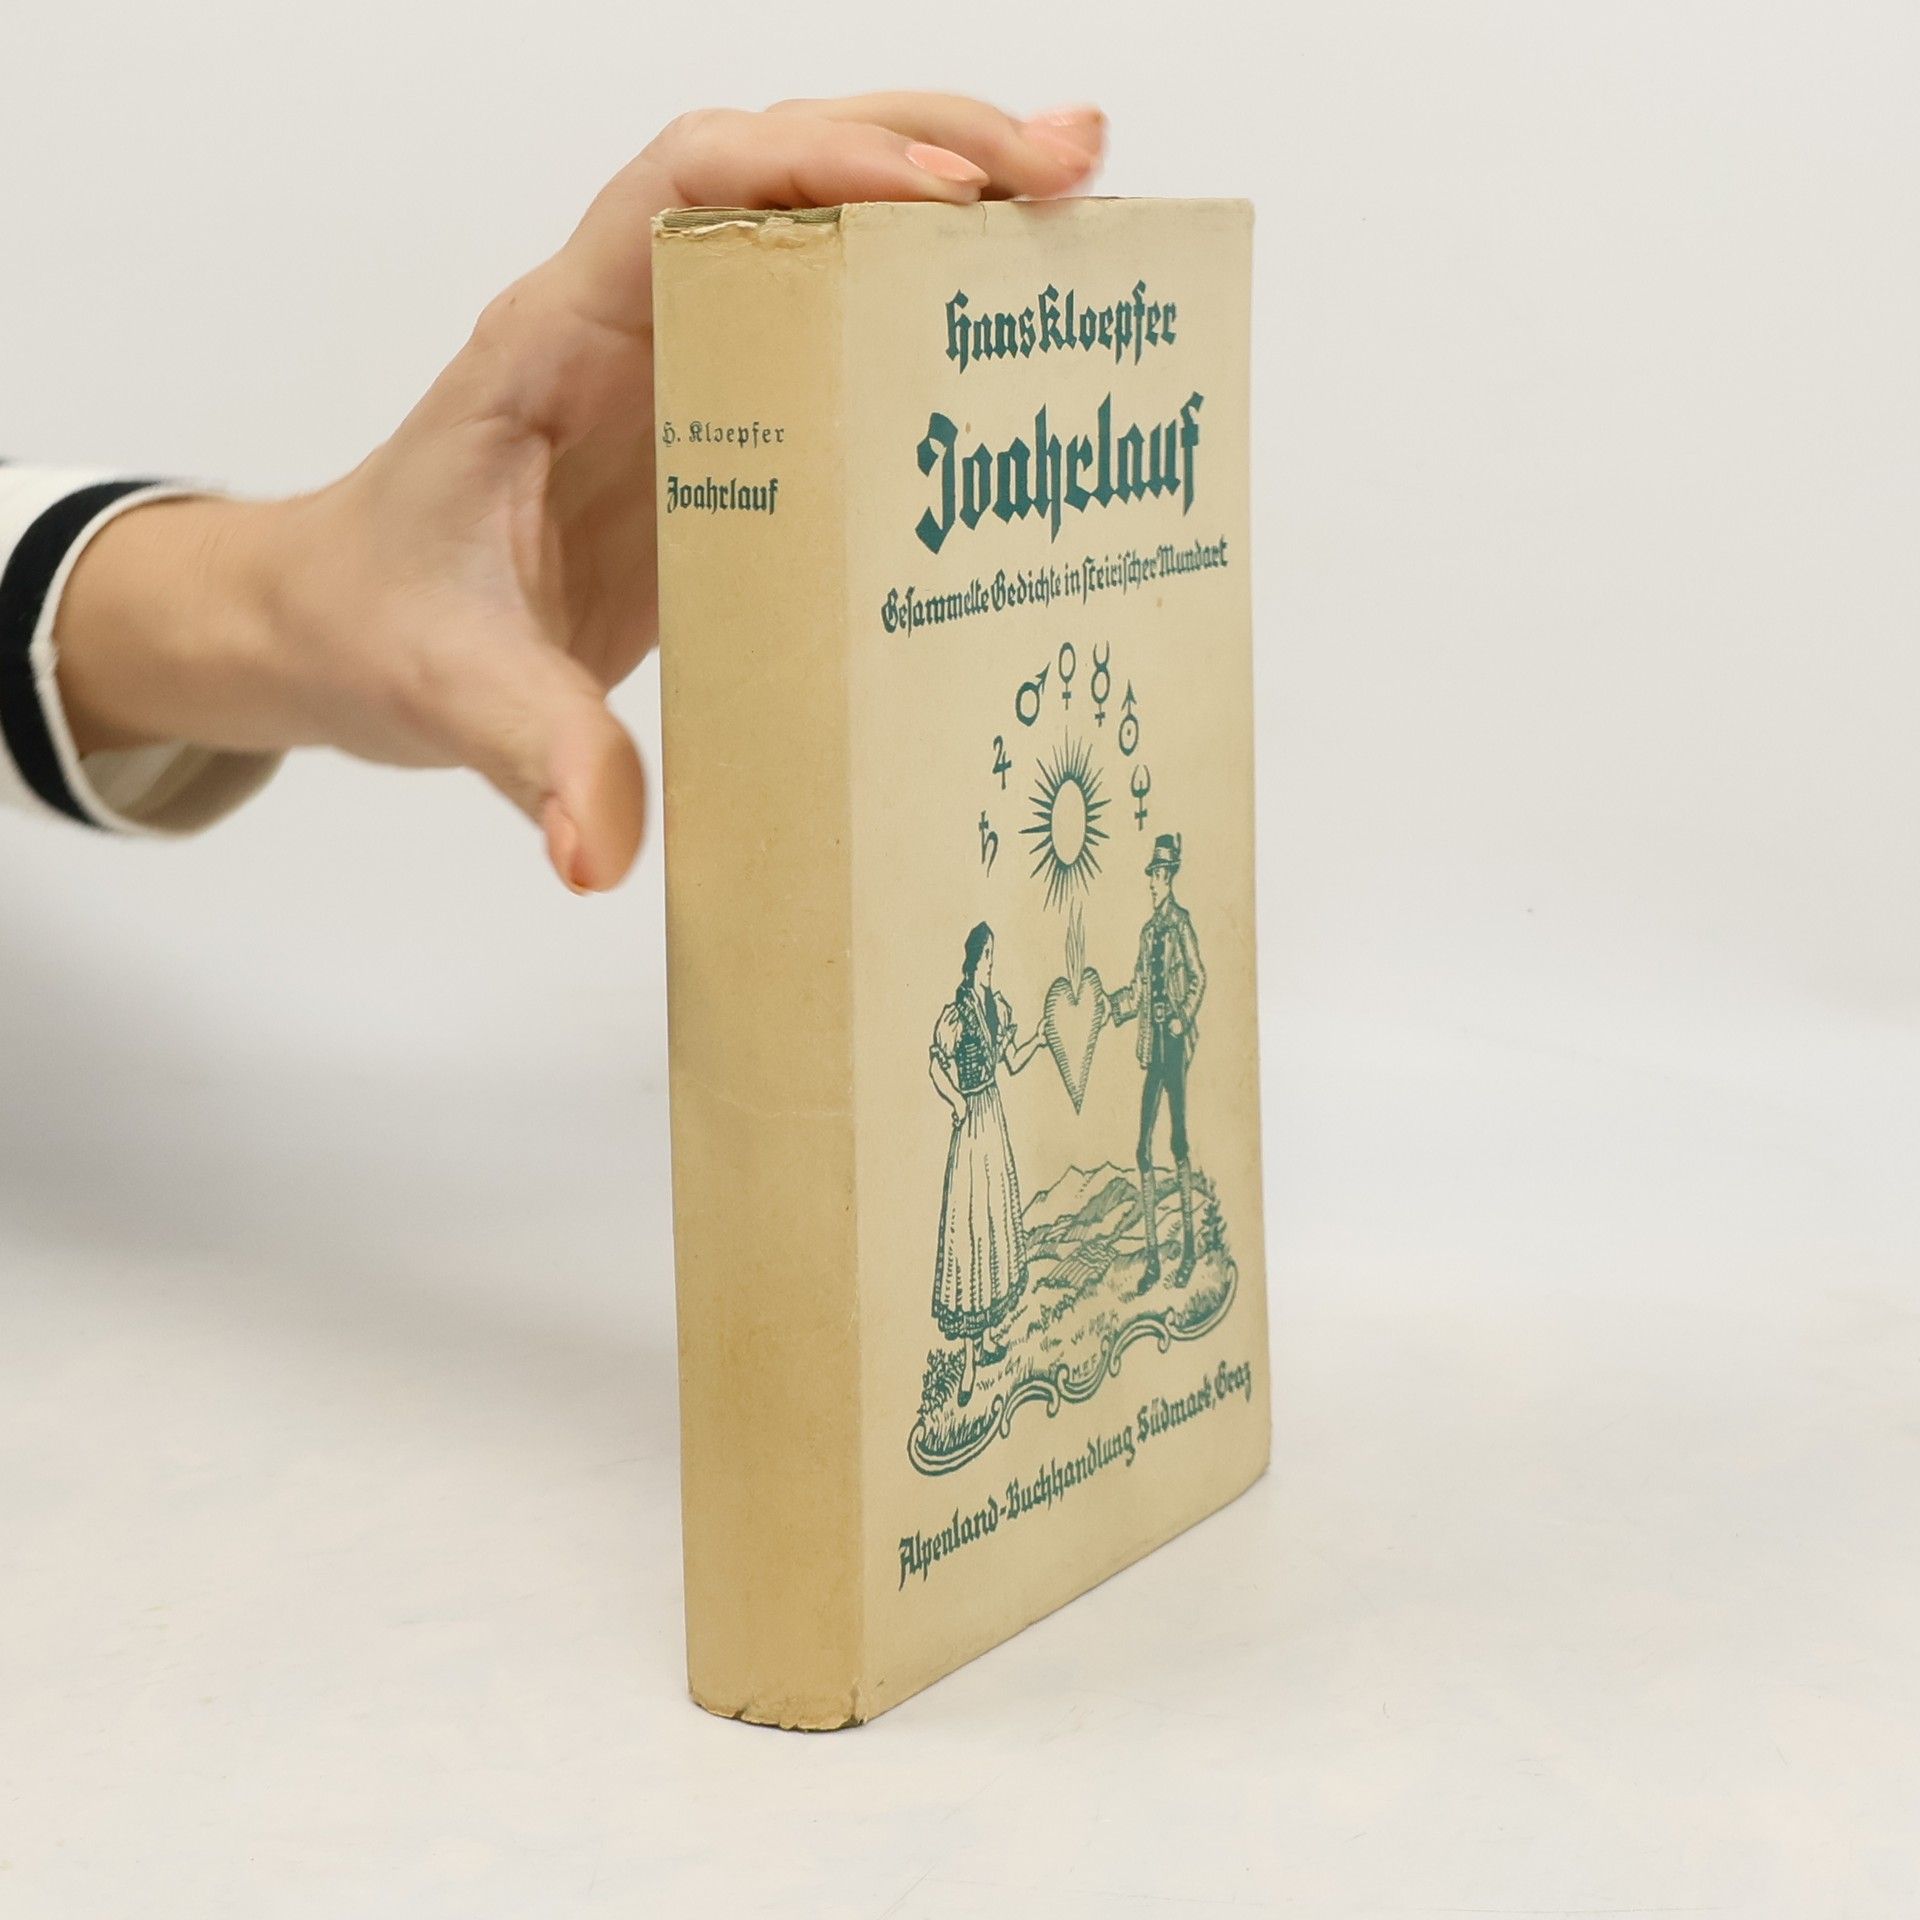 H. Kloepfer
Joahrlauf
Hans Kloepfer
Joahrlauf
Gesammelte Gedichte in steirischer Mundart
M.E.F.
Alpenland-Buchhandlung Südmark, Graz